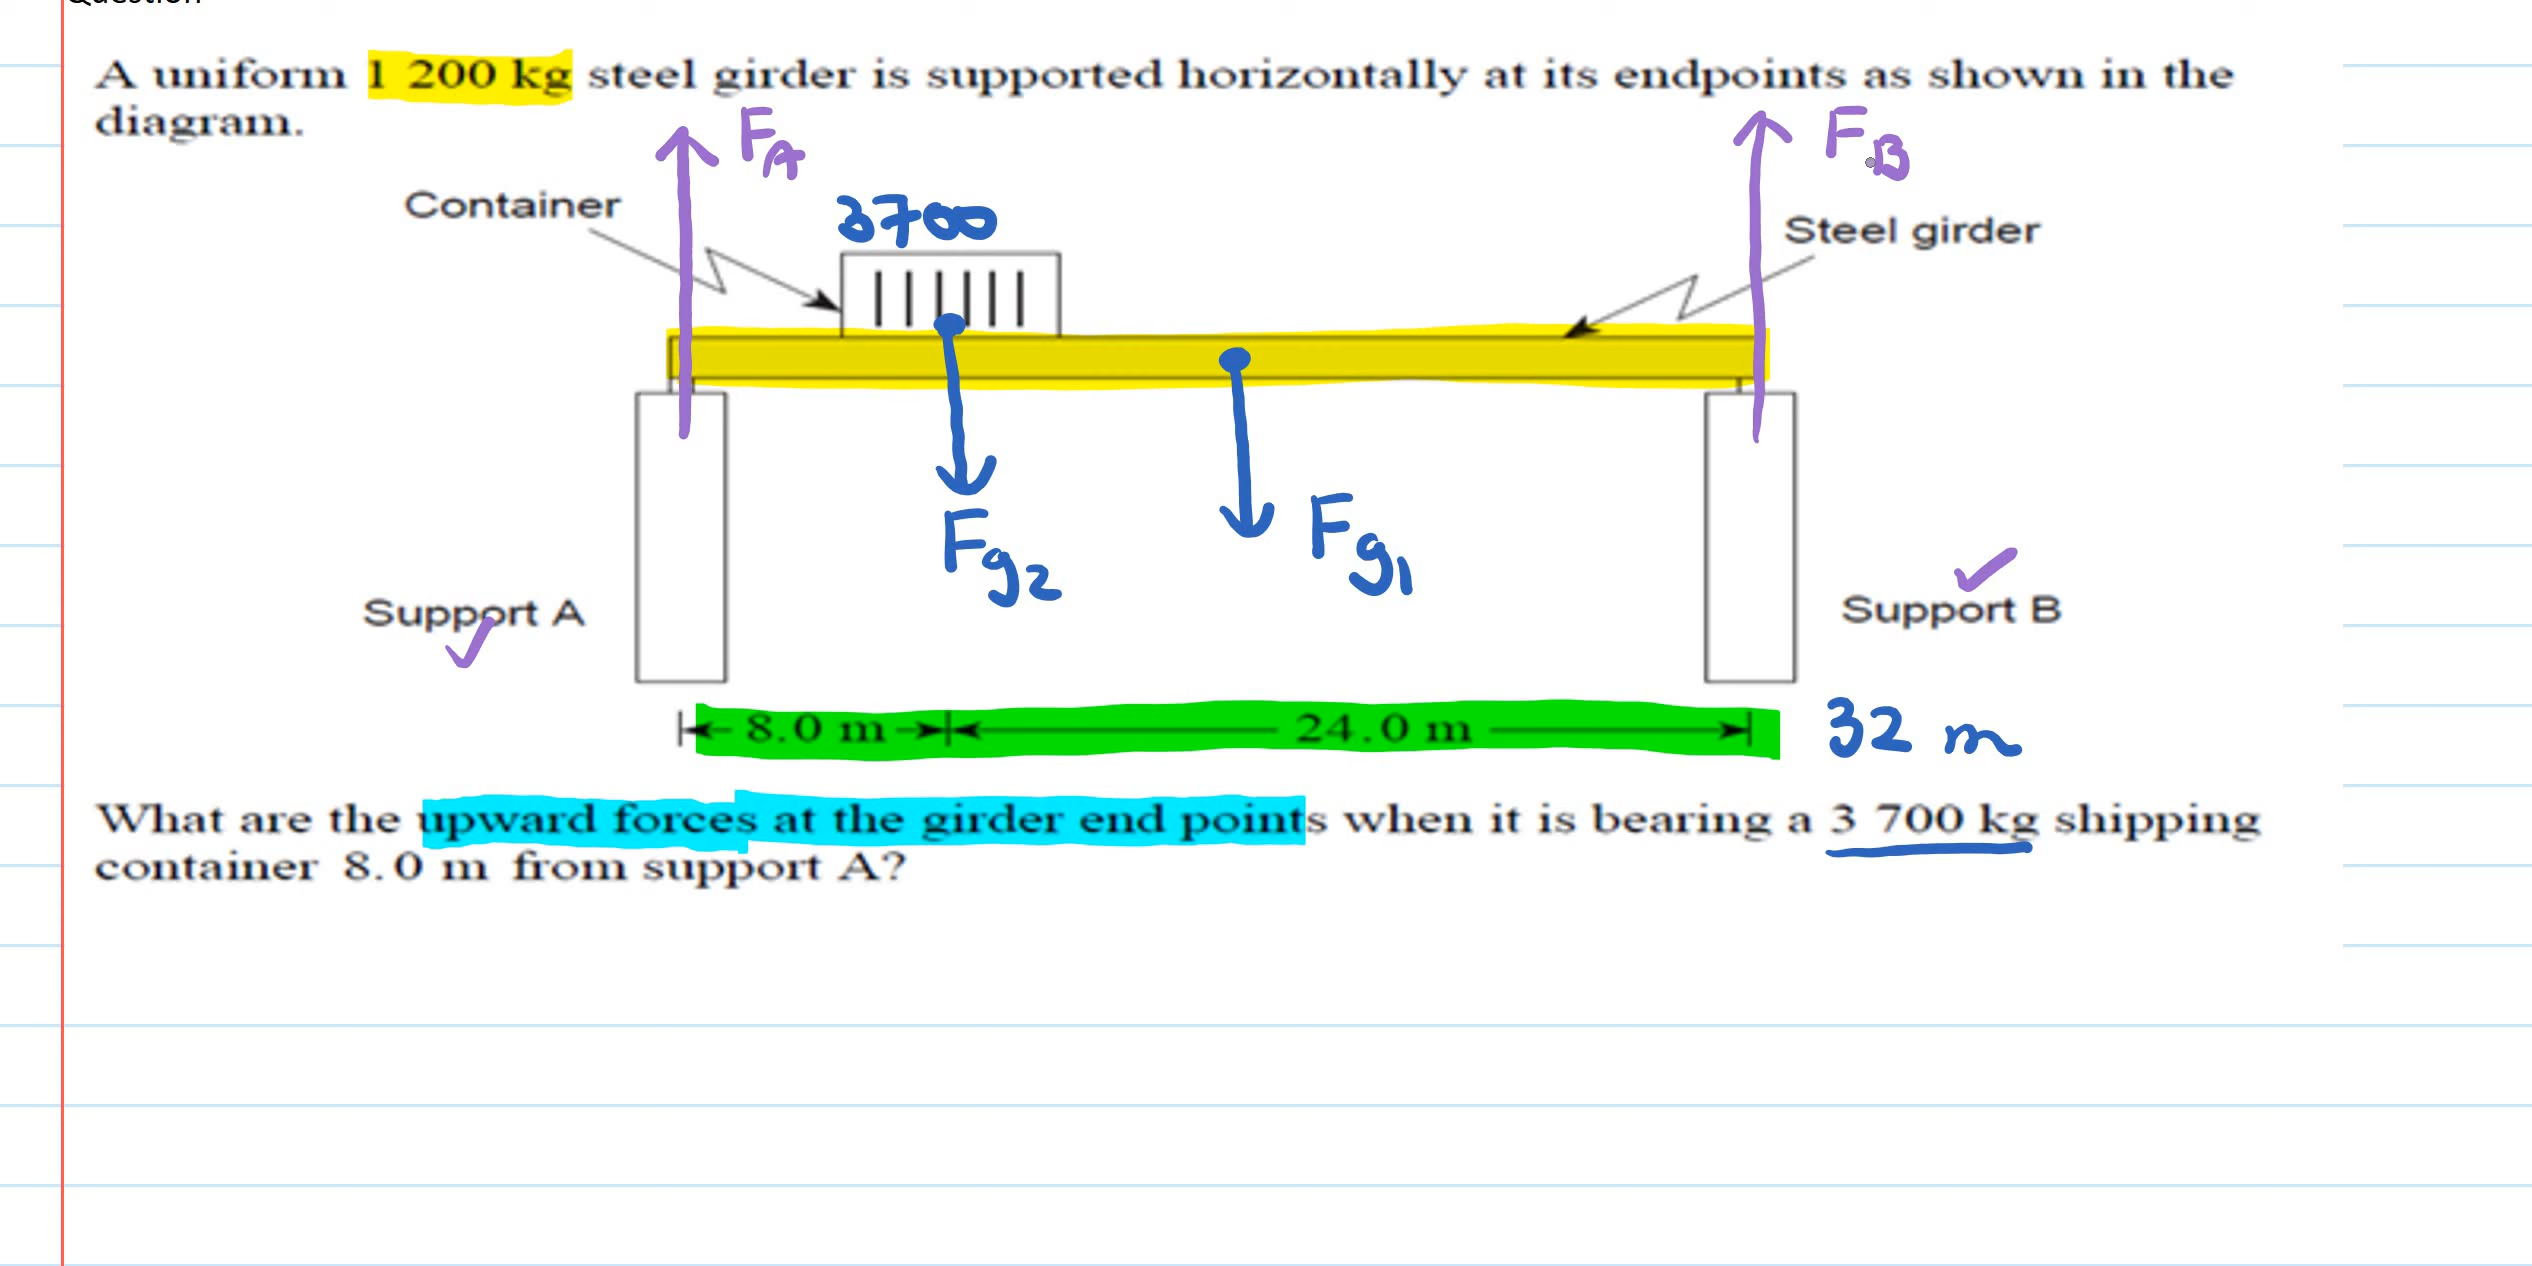 Question
A uniform 1 200 kg steel girder is supported horizontally at its endpoints as shown in the
diagram.
F_A
F_B
Container
3700
Steel girder
F_g2
F_g1
Support A
Support B
8.0 m
24.0 m
32 m
What are the upward forces at the girder end points when it is bearing a 3 700 kg shipping
container 8.0 m from support A?